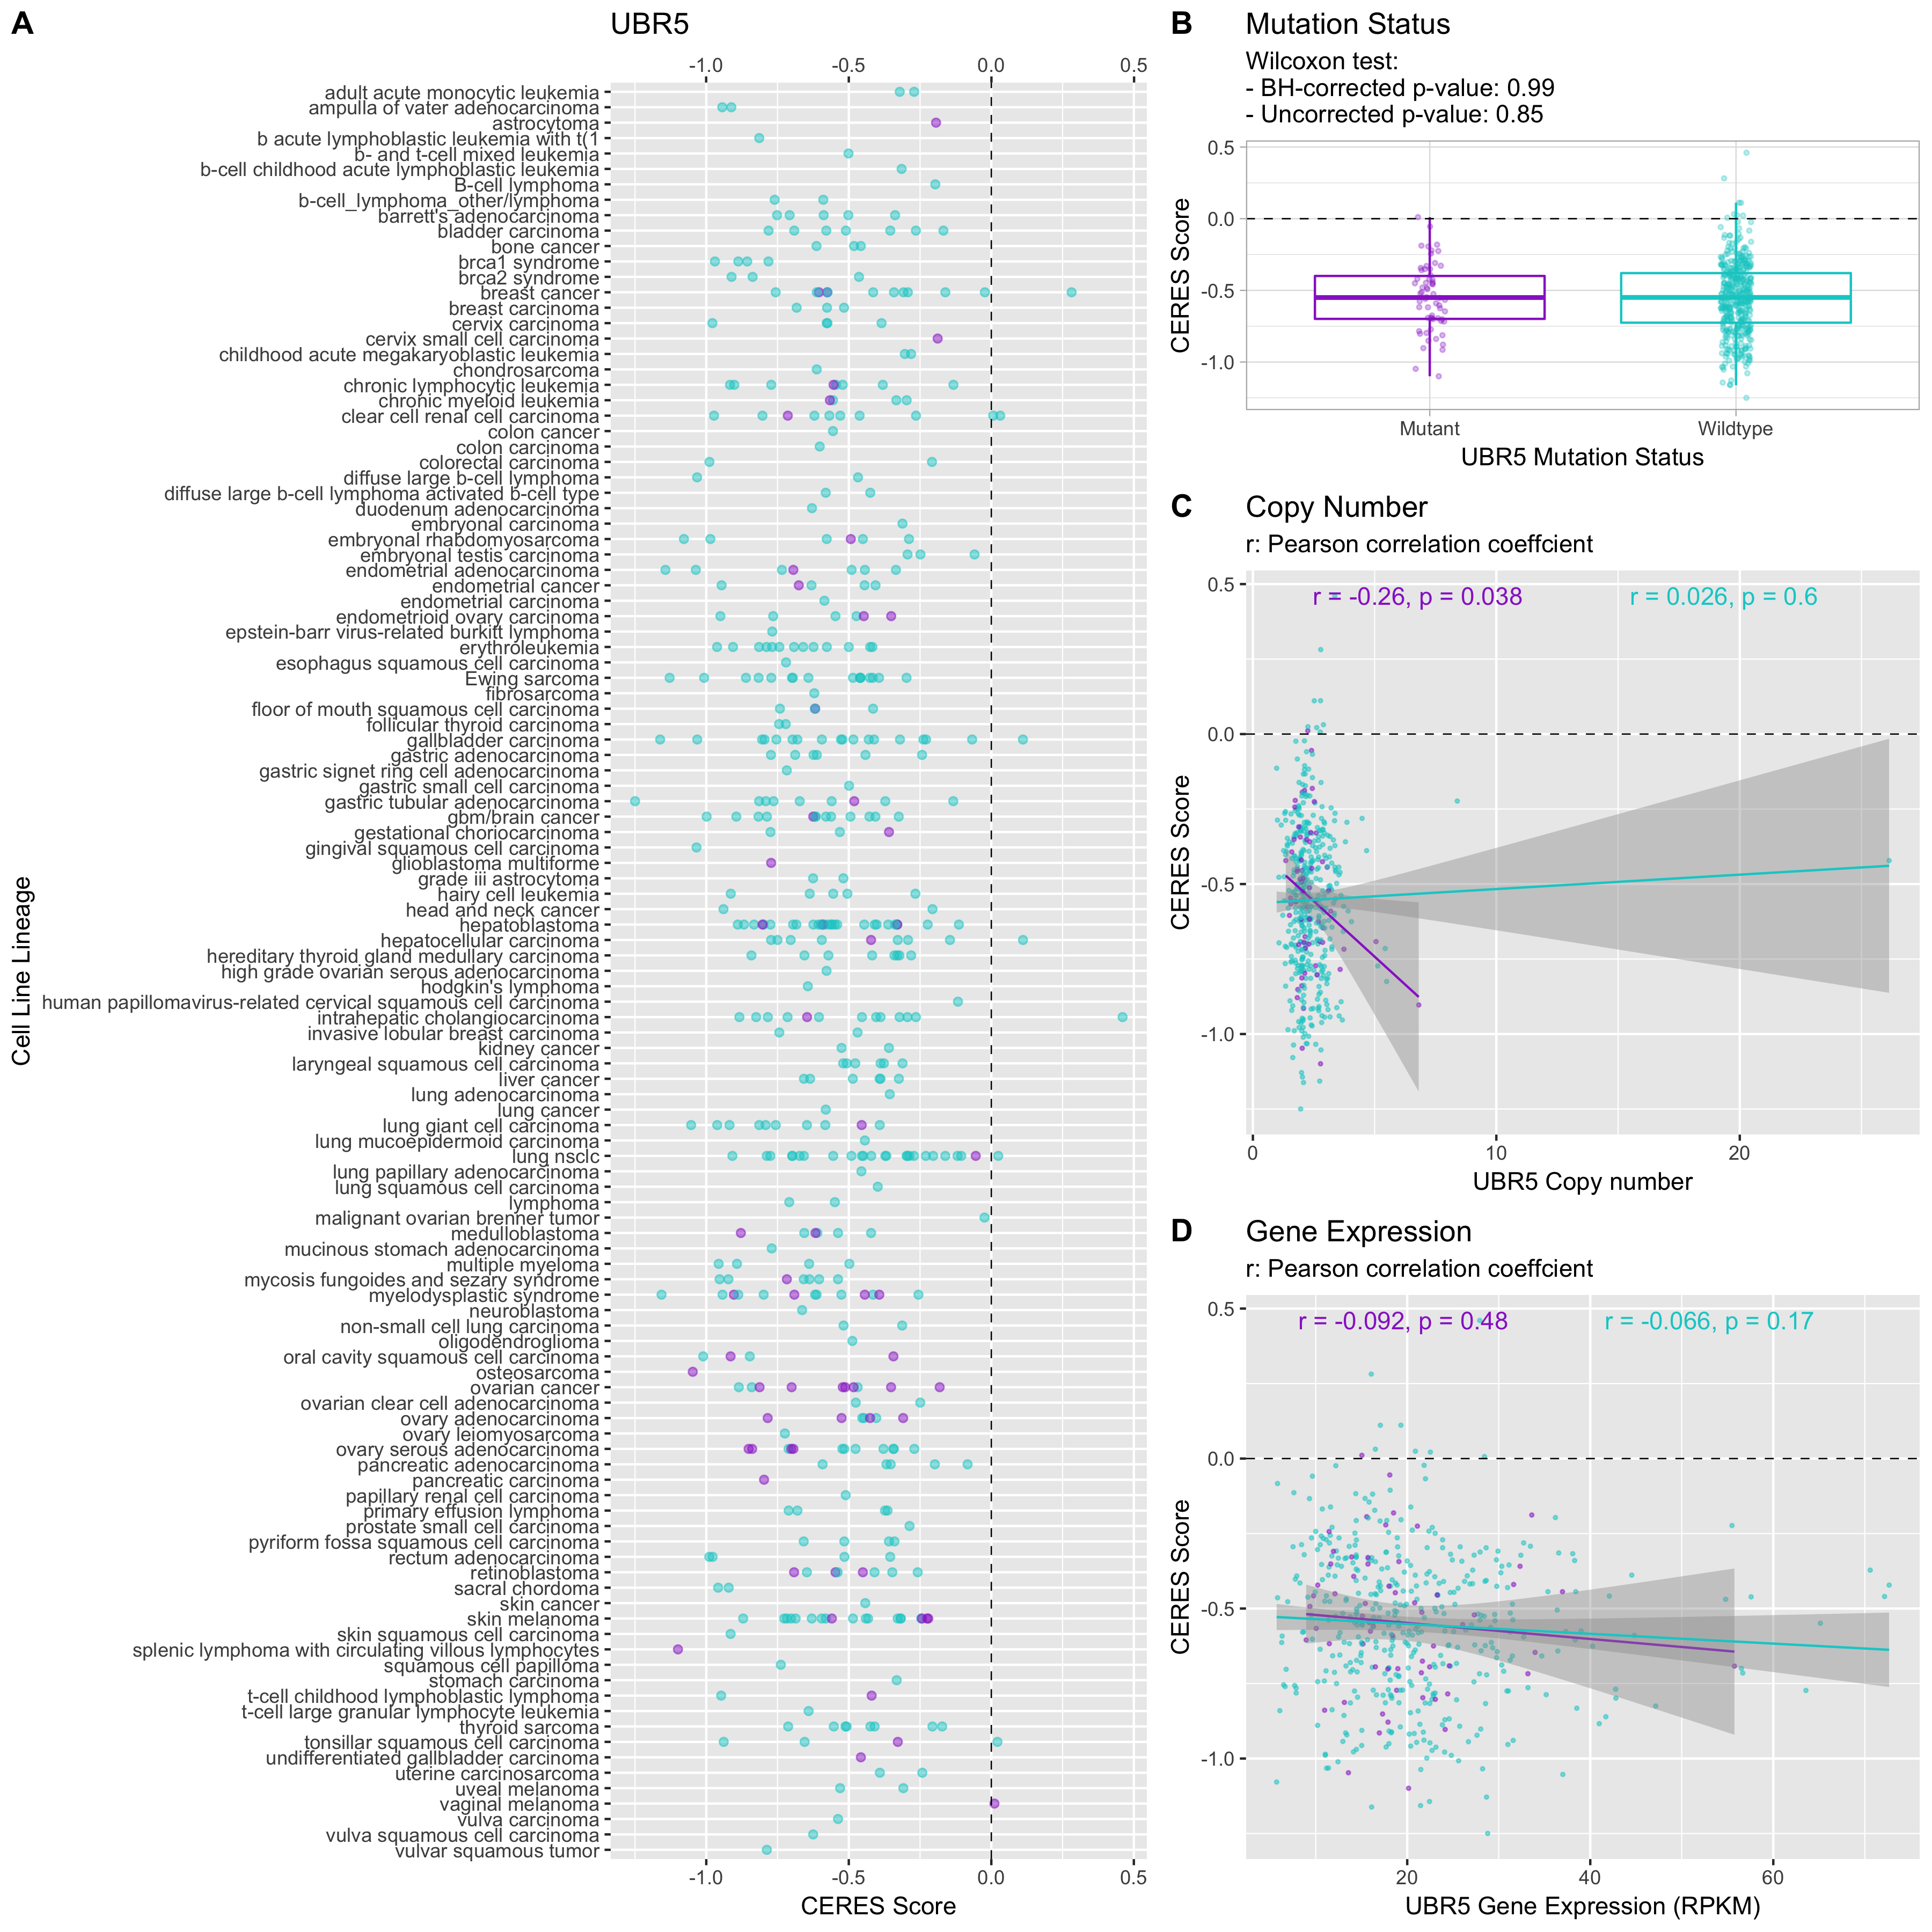 A
UBR5
-1.0 -0.5 0.0 0.5
adult acute monocytic leukemia
ampulla of vater adenocarcinoma
astrocytoma
b acute lymphoblastic leukemia with t(1
b- and t-cell mixed leukemia
b-cell childhood acute lymphoblastic leukemia
B-cell lymphoma
b-cell_lymphoma_other/lymphoma
barrett's adenocarcinoma
bladder carcinoma
bone cancer
brca1 syndrome
brca2 syndrome
breast cancer
breast carcinoma
cervix carcinoma
cervix small cell carcinoma
childhood acute megakaryoblastic leukemia
chondrosarcoma
chronic lymphocytic leukemia
chronic myeloid leukemia
clear cell renal cell carcinoma
colon cancer
colon carcinoma
colorectal carcinoma
diffuse large b-cell lymphoma
diffuse large b-cell lymphoma activated b-cell type
duodenum adenocarcinoma
embryonal carcinoma
embryonal rhabdomyosarcoma
embryonal testis carcinoma
endometrial adenocarcinoma
endometrial cancer
endometrial carcinoma
endometrioid ovary carcinoma
epstein-barr virus-related burkitt lymphoma
erythroleukemia
esophagus squamous cell carcinoma
Ewing sarcoma
fibrosarcoma
floor of mouth squamous cell carcinoma
follicular thyroid carcinoma
gallbladder carcinoma
gastric adenocarcinoma
gastric signet ring cell adenocarcinoma
gastric small cell carcinoma
gastric tubular adenocarcinoma
gbm/brain cancer
gestational choriocarcinoma
gingival squamous cell carcinoma
glioblastoma multiforme
grade iii astrocytoma
hairy cell leukemia
head and neck cancer
hepatoblastoma
hepatocellular carcinoma
hereditary thyroid gland medullary carcinoma
high grade ovarian serous adenocarcinoma
hodgkin's lymphoma
human papillomavirus-related cervical squamous cell carcinoma
intrahepatic cholangiocarcinoma
invasive lobular breast carcinoma
kidney cancer
laryngeal squamous cell carcinoma
liver cancer
lung adenocarcinoma
lung cancer
lung giant cell carcinoma
lung mucoepidermoid carcinoma
lung nsclc
lung papillary adenocarcinoma
lung squamous cell carcinoma
lymphoma
malignant ovarian brenner tumor
medulloblastoma
mucinous stomach adenocarcinoma
multiple myeloma
mycosis fungoides and sezary syndrome
myelodysplastic syndrome
neuroblastoma
non-small cell lung carcinoma
oligodendroglioma
oral cavity squamous cell carcinoma
osteosarcoma
ovarian cancer
ovarian clear cell adenocarcinoma
ovary adenocarcinoma
ovary leiomyosarcoma
ovary serous adenocarcinoma
pancreatic adenocarcinoma
pancreatic carcinoma
papillary renal cell carcinoma
primary effusion lymphoma
prostate small cell carcinoma
pyriform fossa squamous cell carcinoma
rectum adenocarcinoma
retinoblastoma
sacral chordoma
skin cancer
skin melanoma
skin squamous cell carcinoma
splenic lymphoma with circulating villous lymphocytes
squamous cell papilloma
stomach carcinoma
t-cell childhood lymphoblastic lymphoma
t-cell large granular lymphocyte leukemia
thyroid sarcoma
tonsillar squamous cell carcinoma
undifferentiated gallbladder carcinoma
uterine carcinosarcoma
uveal melanoma
vaginal melanoma
vulva carcinoma
vulva squamous cell carcinoma
vulvar squamous tumor
-1.0 -0.5 0.0 0.5
CERES Score
Cell Line Lineage
B
Mutation Status
Wilcoxon test:
- BH-corrected p-value: 0.99
- Uncorrected p-value: 0.85
0.5
0.0
-0.5
-1.0
CERES Score
Mutant Wildtype
UBR5 Mutation Status
C
Copy Number
r: Pearson correlation coeffcient
r = -0.26, p = 0.038 r = 0.026, p = 0.6
0.5
0.0
-0.5
-1.0
CERES Score
0 10 20
UBR5 Copy number
D
Gene Expression
r: Pearson correlation coeffcient
r = -0.092, p = 0.48 r = -0.066, p = 0.17
0.5
0.0
-0.5
-1.0
CERES Score
20 40 60
UBR5 Gene Expression (RPKM)